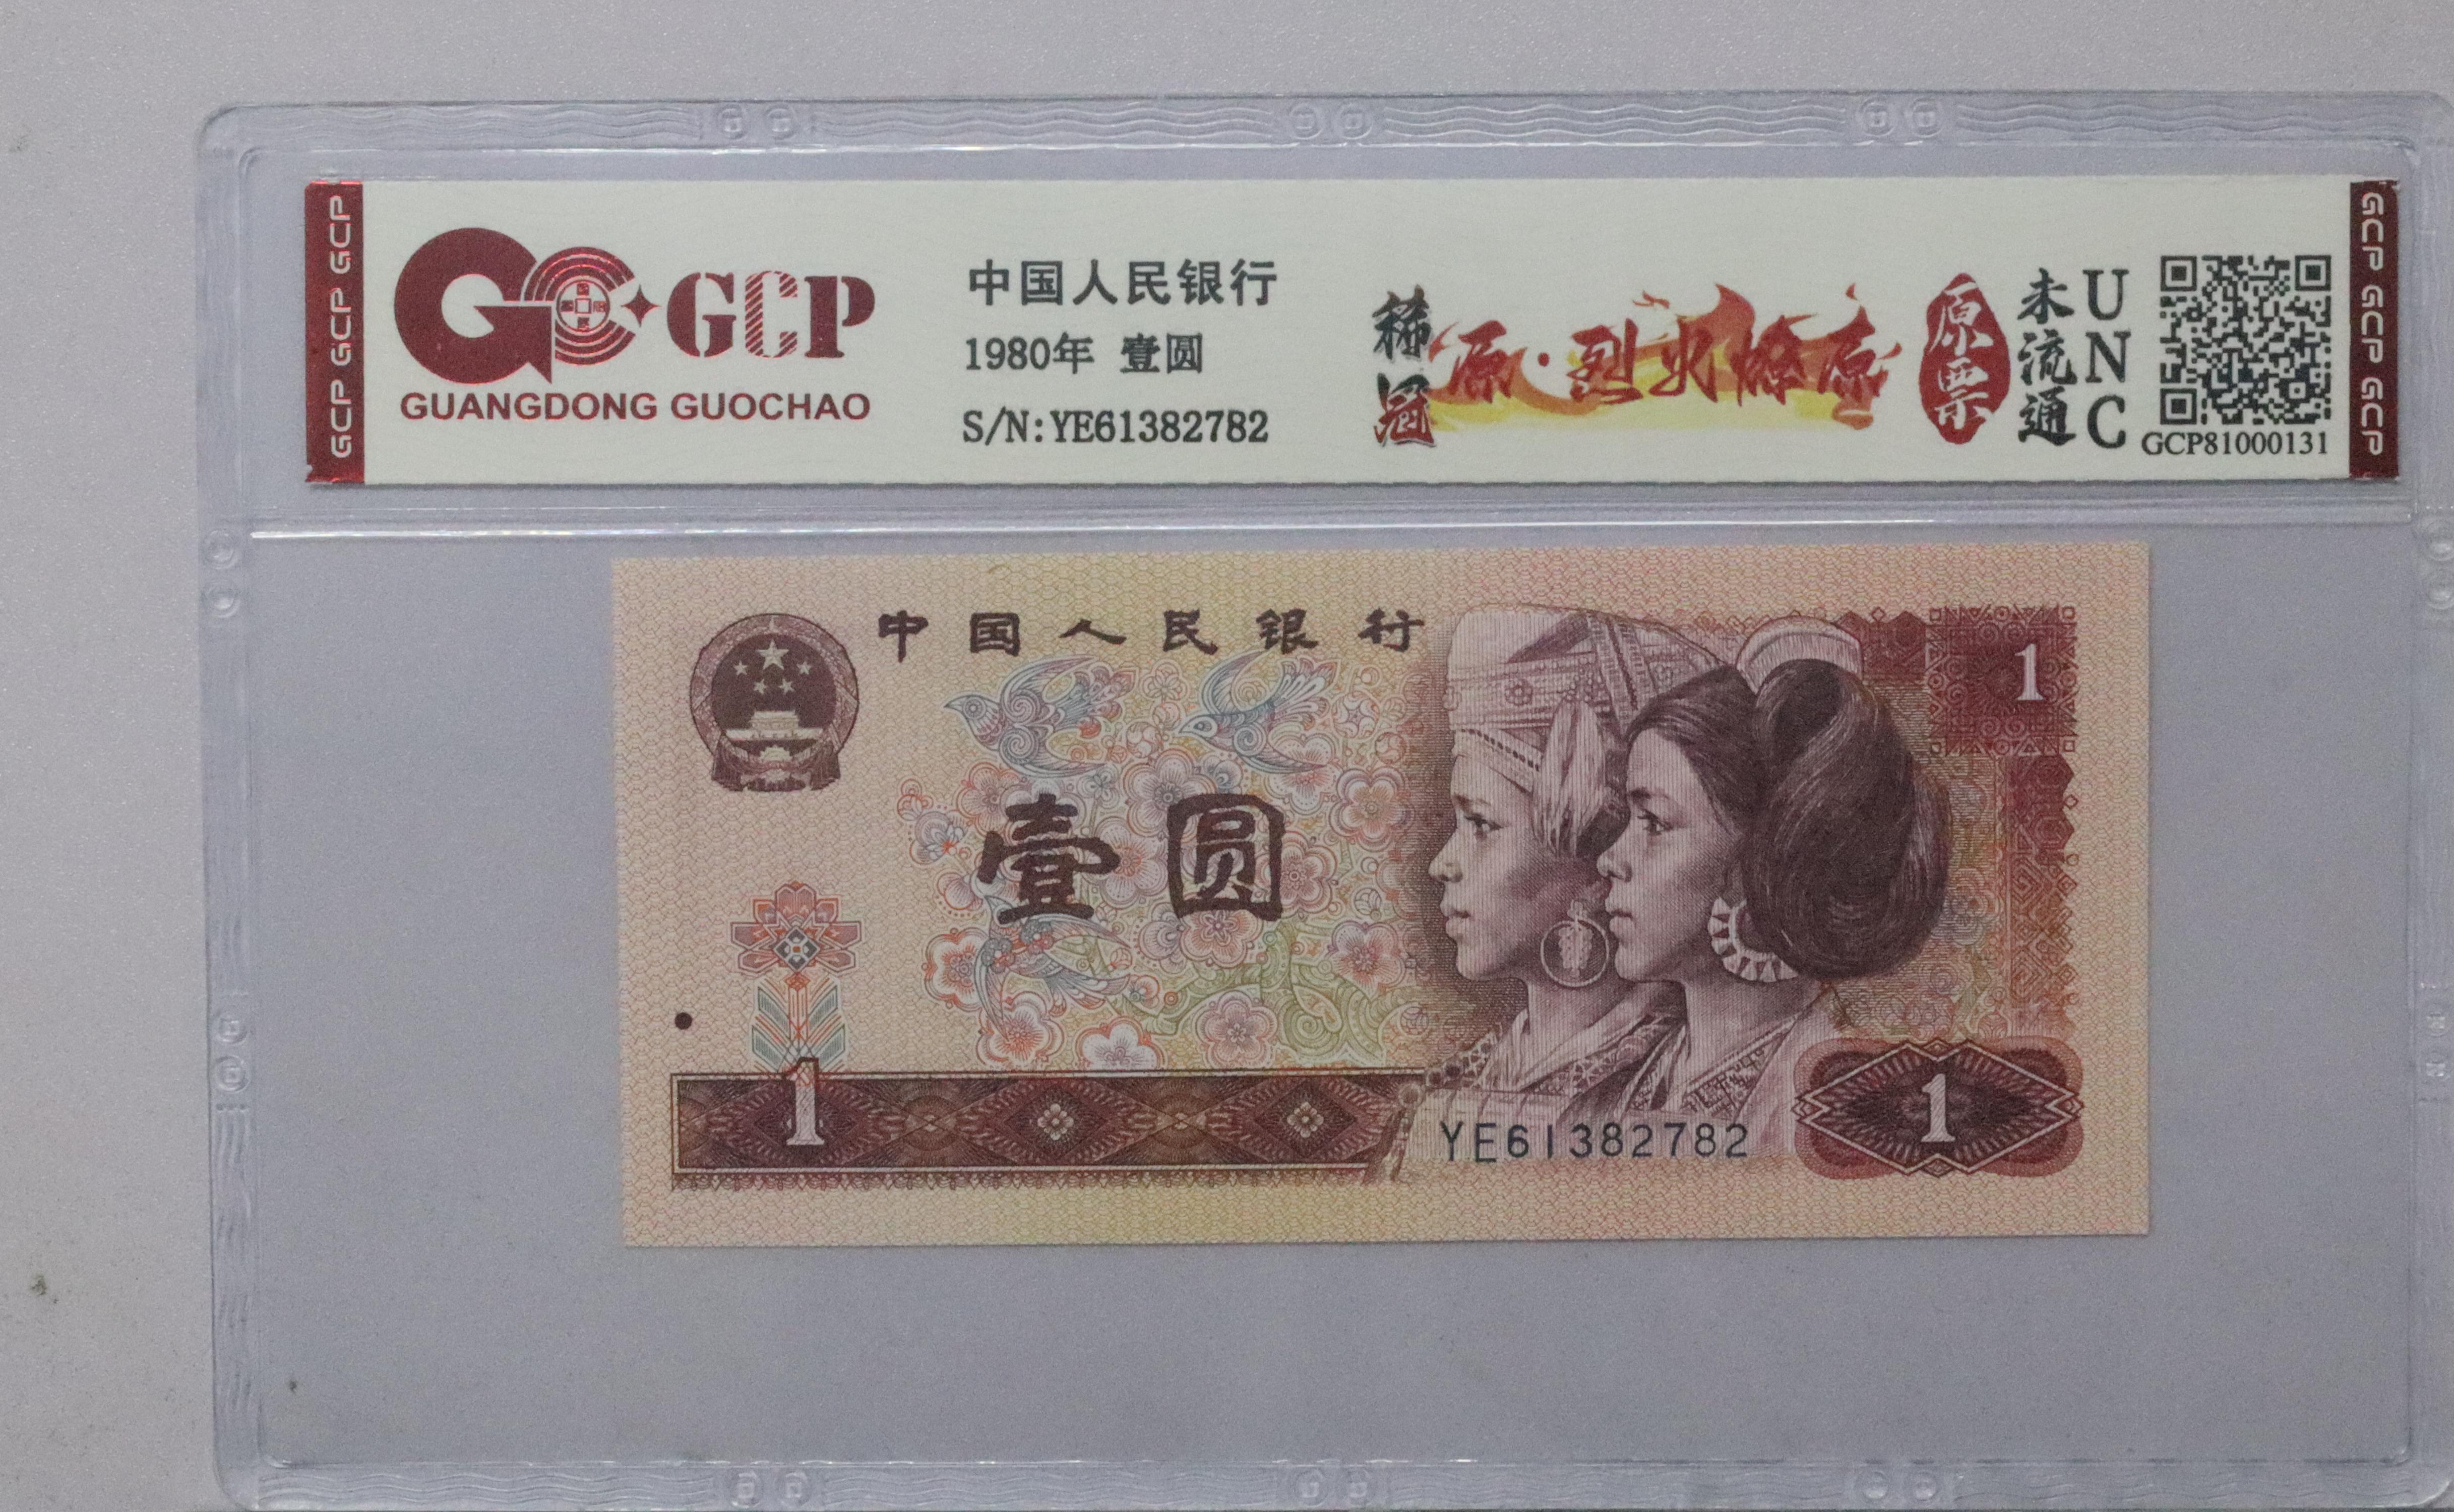 GCP GCP GCP
GCP
GUANGDONG GUOCHAO
中国人民银行
1980年 壹圆
S/N:YE61382782
稀冠
原·烈火燎原
原票
未流通
UNC
GCP81000131
GCP GCP GCP
中国人民银行
1
壹圆
1
YE61382782
1